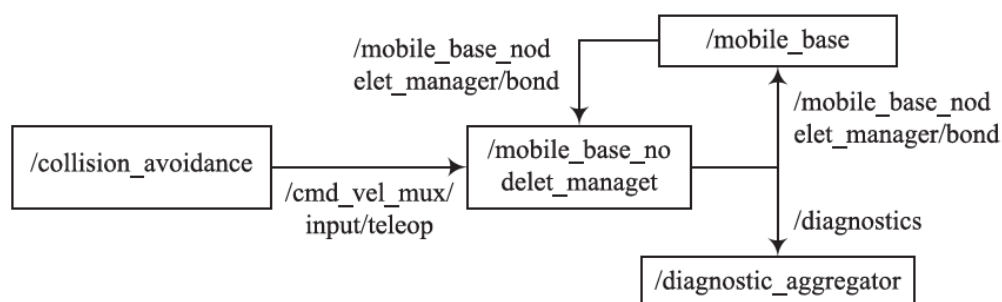 /mobile_base_nod
elet_manager/bond
/mobile_base
/mobile_base_nod
elet_manager/bond
/collision_avoidance
/cmd_vel_mux/
input/teleop
/mobile_base_no
delet_managet
/diagnostics
/diagnostic_aggregator